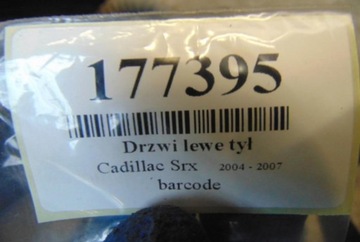 177395
Drzwi lewe tył
Cadillac Srx 2004 - 2007
barcode